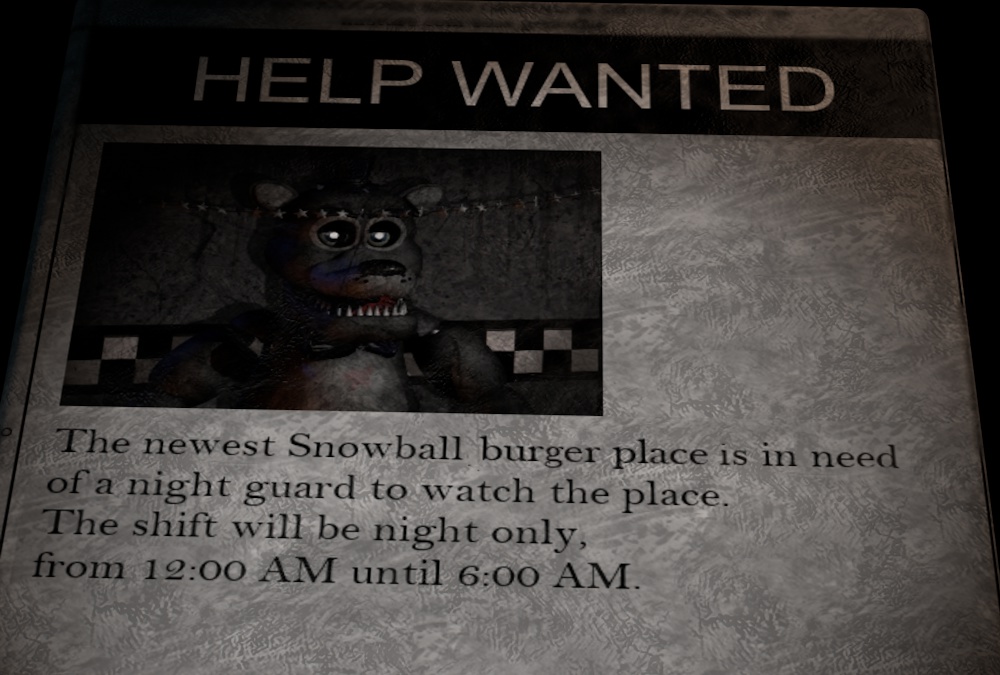 HELP WANTED
The newest Snowball burger place is in need
of a night guard to watch the place.
The shift will be night only,
from 12:00 AM until 6:00 AM.